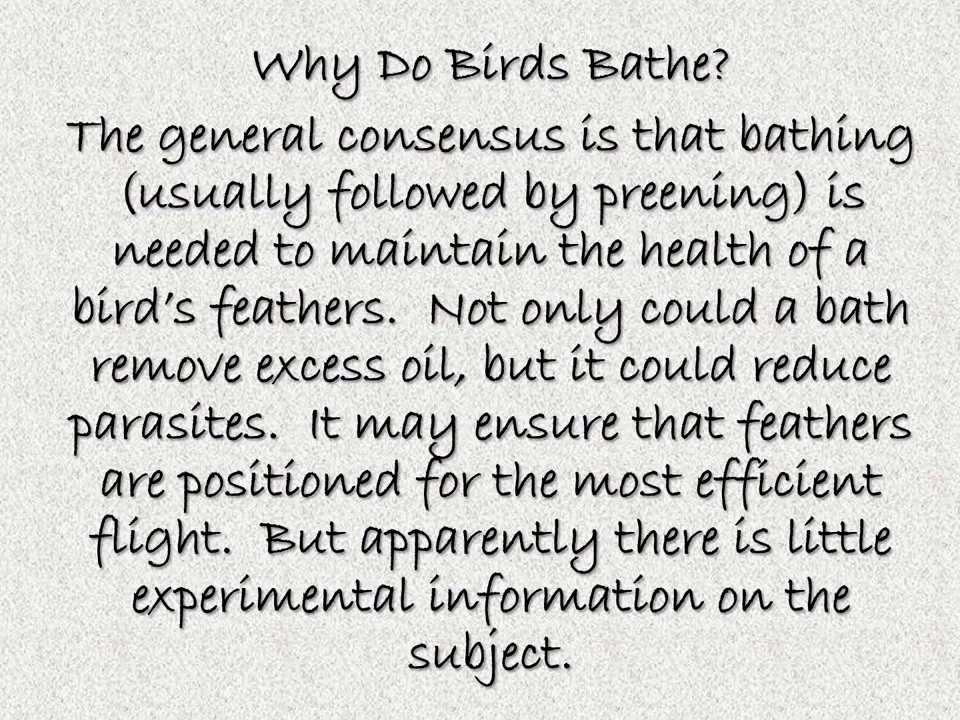 Why Do Birds Bathe?
The general consensus is that bathing
(usually followed by preening) is
needed to maintain the health of a
bird's feathers.  Not only could a bath
remove excess oil, but it could reduce
parasites.  It may ensure that feathers
are positioned for the most efficient
flight.  But apparently there is little
experimental information on the
subject.